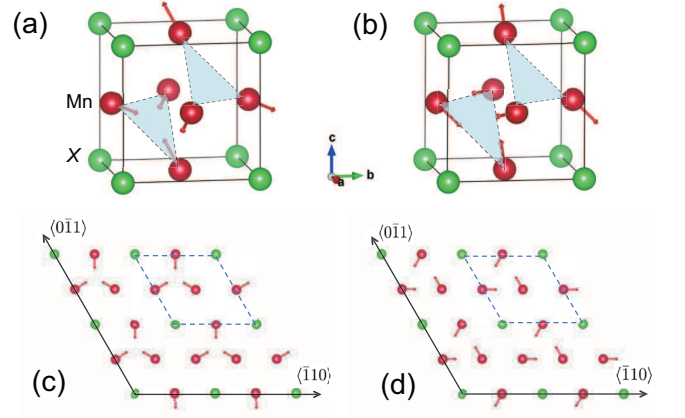 (a)
(b)
Mn
X
c
b
a
⟨01̄1⟩
⟨01̄1⟩
(c)
⟨1̄10⟩
(d)
⟨1̄10⟩